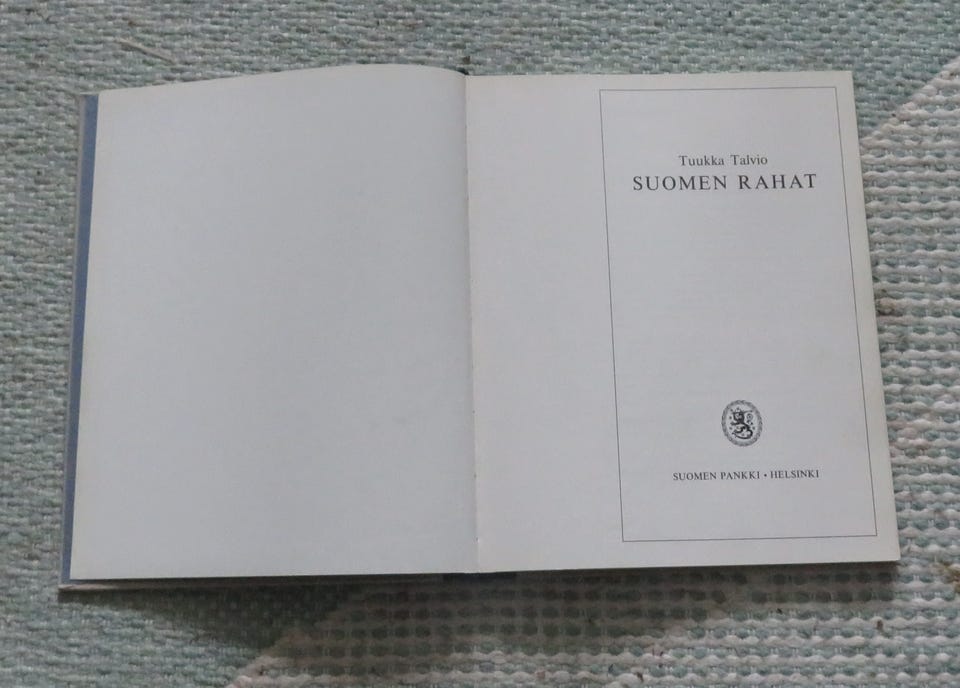 Tuukka Talvio
SUOMEN RAHAT
SUOMEN PANKKI • HELSINKI